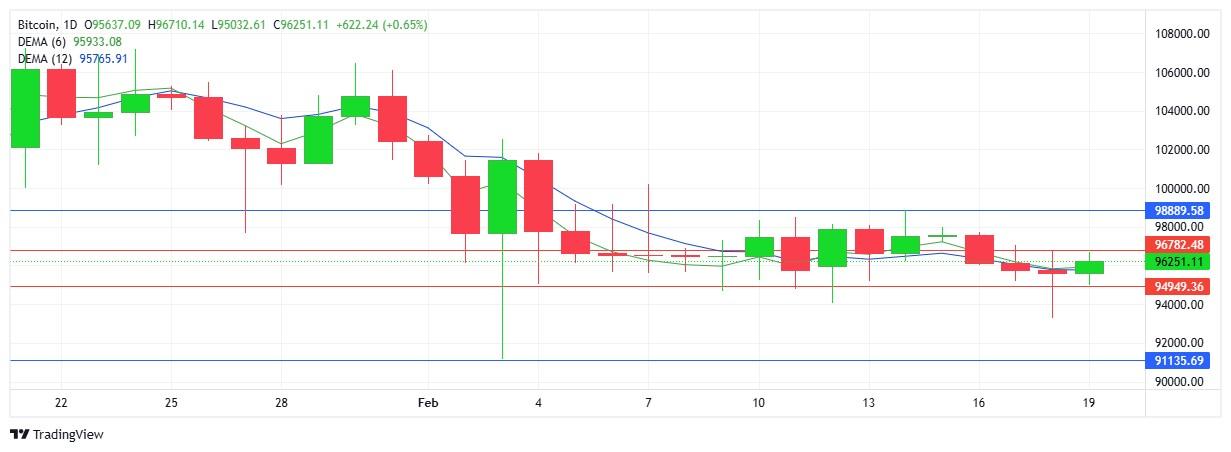 Bitcoin, 1D O95637.09 H96710.14 L95032.61 C96251.11 +622.24 (+0.65%)
DEMA (6) 95933.08
DEMA (12) 95765.91
108000.00
106000.00
104000.00
102000.00
100000.00
98889.58
98000.00
96782.48
96251.11
94949.36
94000.00
92000.00
91135.69
90000.00
22 25 28 Feb 4 7 10 13 16 19
TradingView